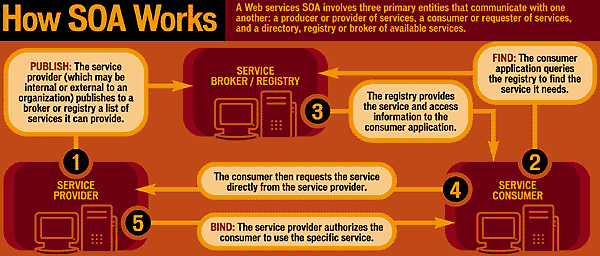 How SOA Works
A Web services SOA involves three primary entities that communicate with one
another: a producer or provider of services, a consumer or requester of services,
and a directory, registry or broker of available services.
PUBLISH: The service
provider (which may be
internal or external to an
organization) publishes to a
broker or registry a list of
services it can provide.
SERVICE
BROKER / REGISTRY
3
FIND: The consumer
application queries
the registry to find the
service it needs.
The registry provides
the service and access
information to the
consumer application.
1
2
SERVICE
PROVIDER
The consumer then requests the service
directly from the service provider.
4
SERVICE
CONSUMER
5
BIND: The service provider authorizes the
consumer to use the specific service.